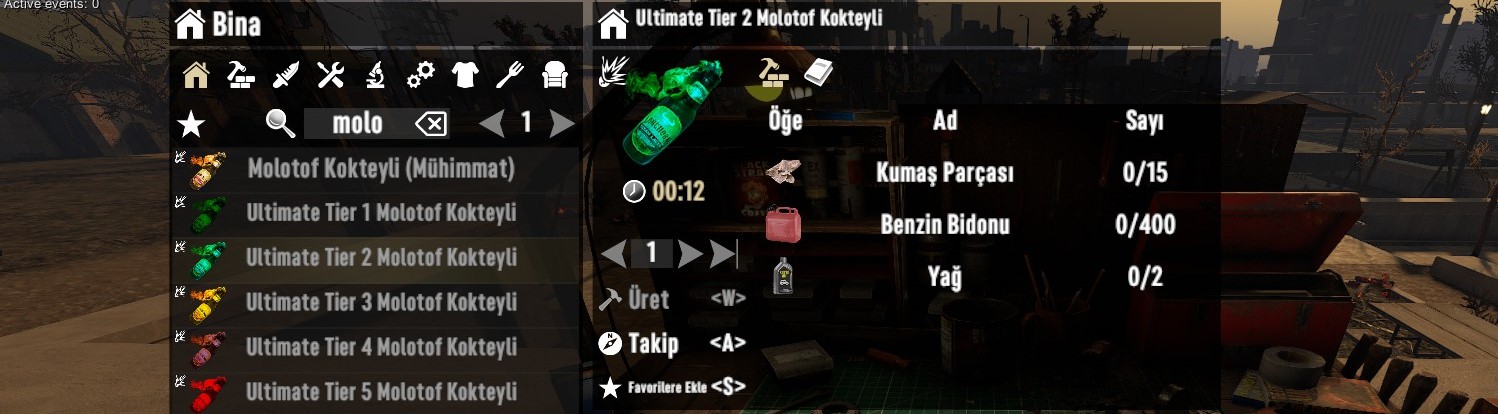 Active events: 0
Bina
molo
1
Molotof Kokteyli (Mühimmat)
Ultimate Tier 1 Molotof Kokteyli
Ultimate Tier 2 Molotof Kokteyli
Ultimate Tier 3 Molotof Kokteyli
Ultimate Tier 4 Molotof Kokteyli
Ultimate Tier 5 Molotof Kokteyli
Ultimate Tier 2 Molotof Kokteyli
00:12
1
Üret <W>
Takip <A>
Favorilere Ekle <S>
Öğe Ad Sayı
Kumaş Parçası 0/15
Benzin Bidonu 0/400
Yağ 0/2